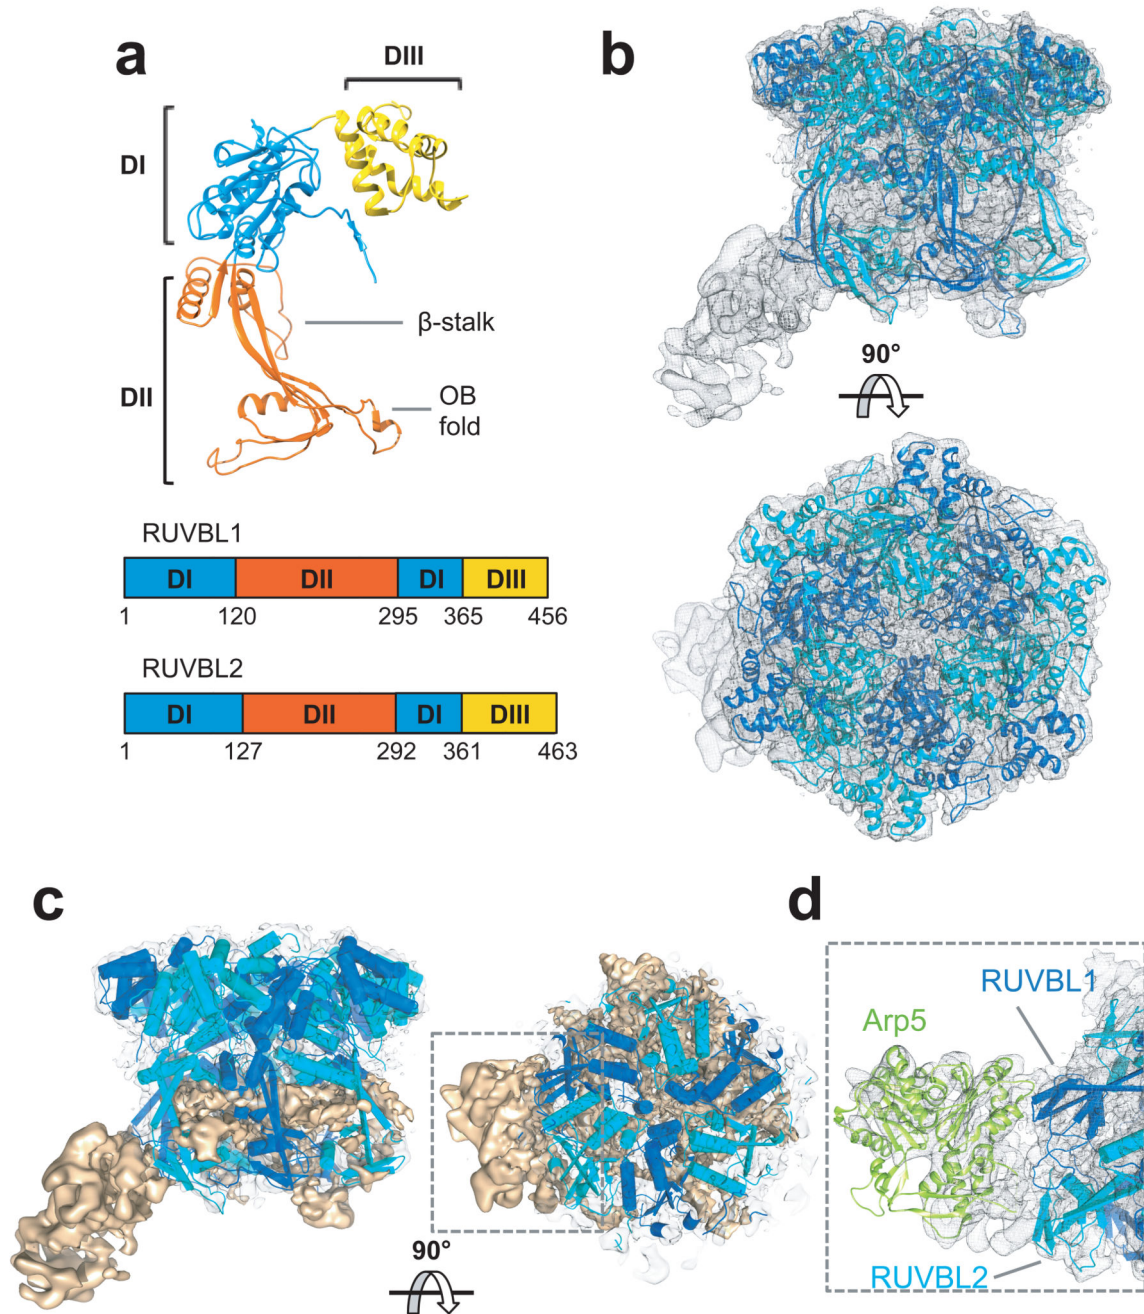 a
DIII
DI
β-stalk
DII
OB
fold
RUVBL1
DI DII DI DIII
1 120 295 365 456
RUVBL2
DI DII DI DIII
1 127 292 361 463
b
90°
c
90°
d
RUVBL1
Arp5
RUVBL2